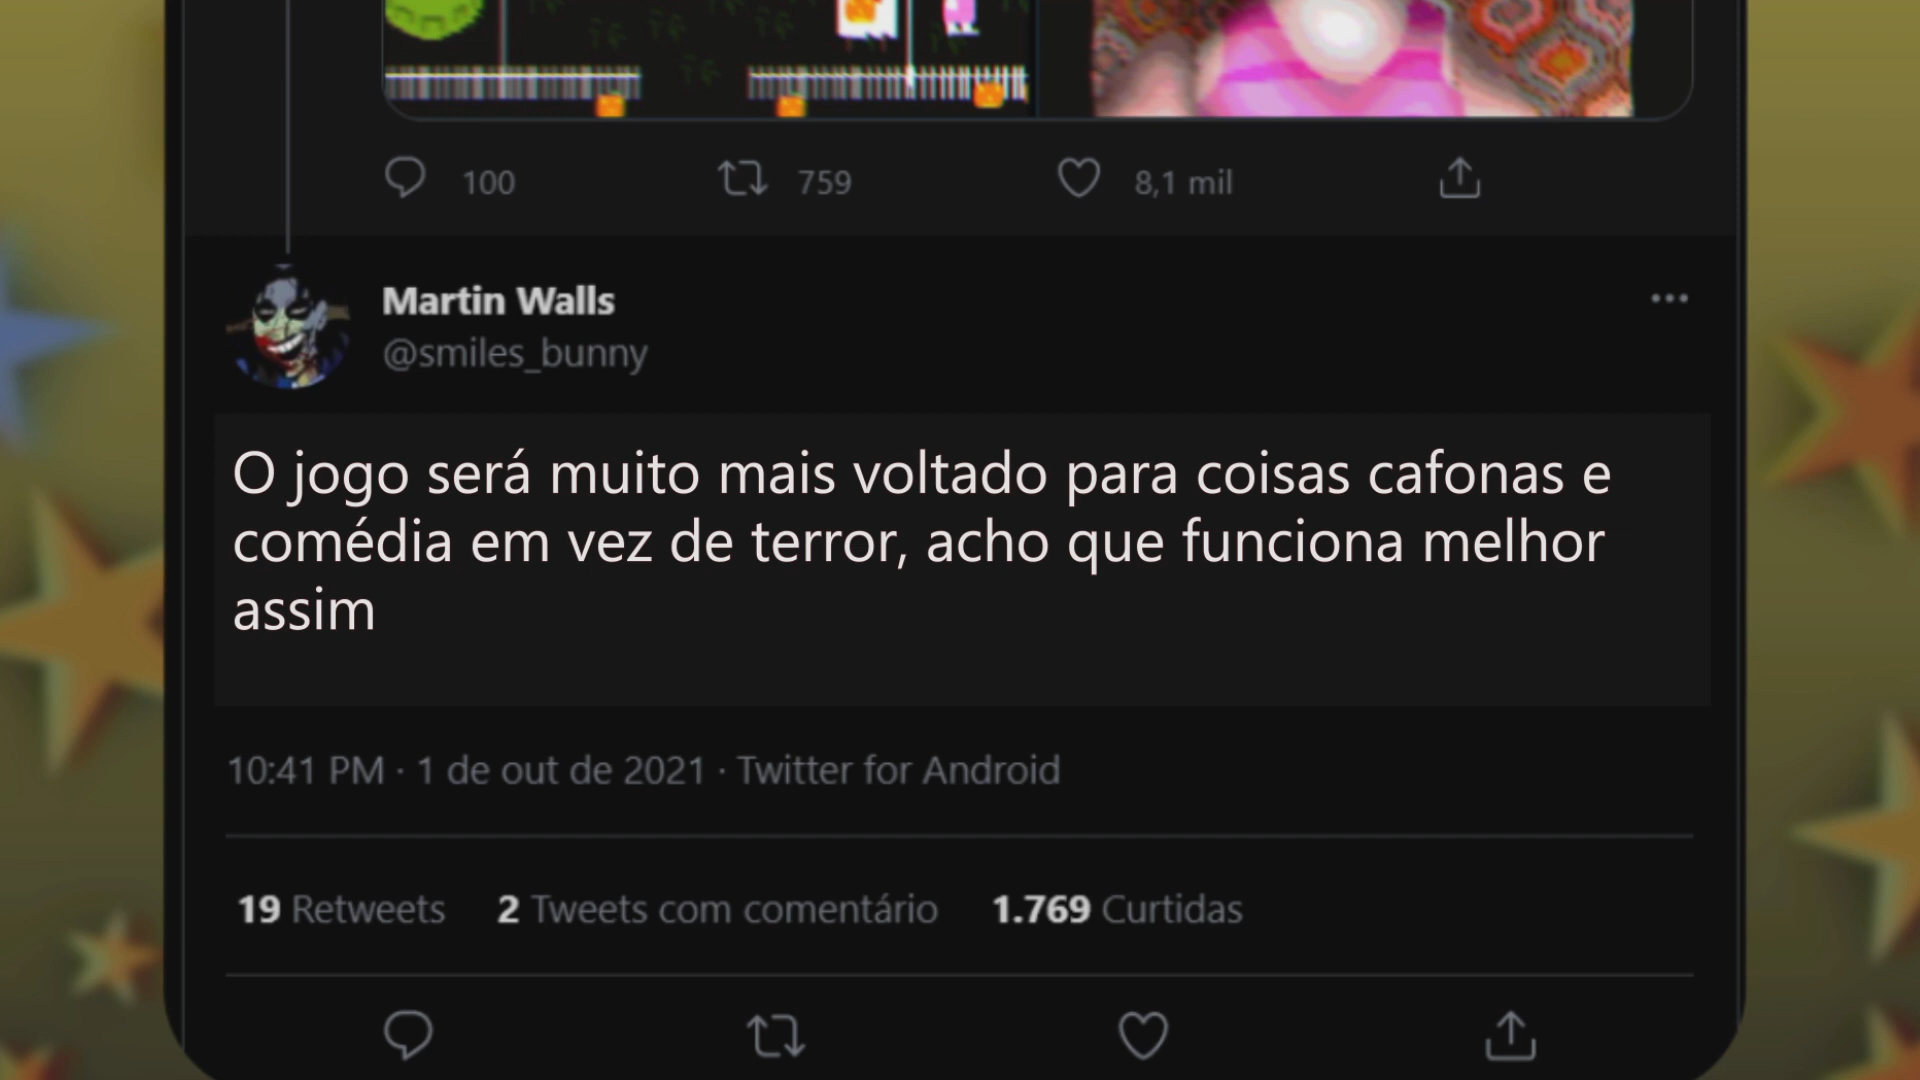 100 759 8,1 mil
Martin Walls
@smiles_bunny
O jogo será muito mais voltado para coisas cafonas e
comédia em vez de terror, acho que funciona melhor
assim
10:41 PM · 1 de out de 2021 · Twitter for Android
19 Retweets 2 Tweets com comentário 1.769 Curtidas